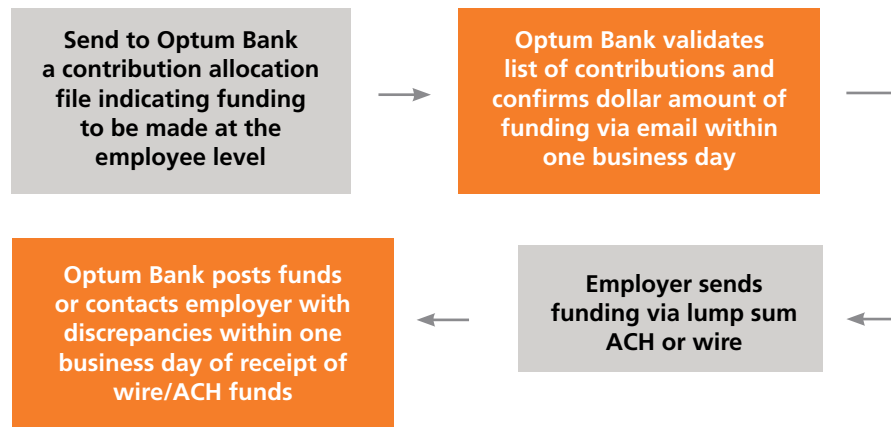 Send to Optum Bank
a contribution allocation
file indicating funding
to be made at the
employee level
Optum Bank validates
list of contributions and
confirms dollar amount of
funding via email within
one business day
Employer sends
funding via lump sum
ACH or wire
Optum Bank posts funds
or contacts employer with
discrepancies within one
business day of receipt of
wire/ACH funds